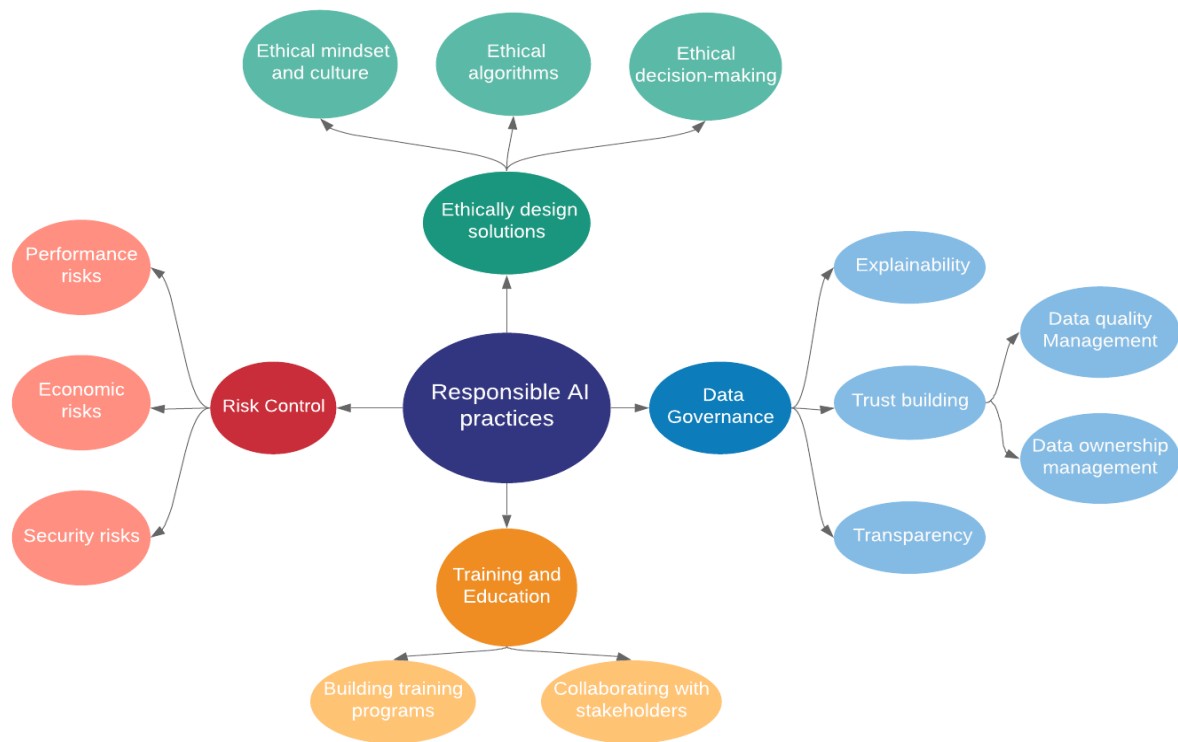 Ethical mindset
and culture
Ethical
algorithms
Ethical
decision-making
Ethically design
solutions
Performance
risks
Economic
risks
Security risks
Risk Control
Responsible AI
practices
Data
Governance
Explainability
Trust building
Transparency
Data quality
Management
Data ownership
management
Training and
Education
Building training
programs
Collaborating with
stakeholders